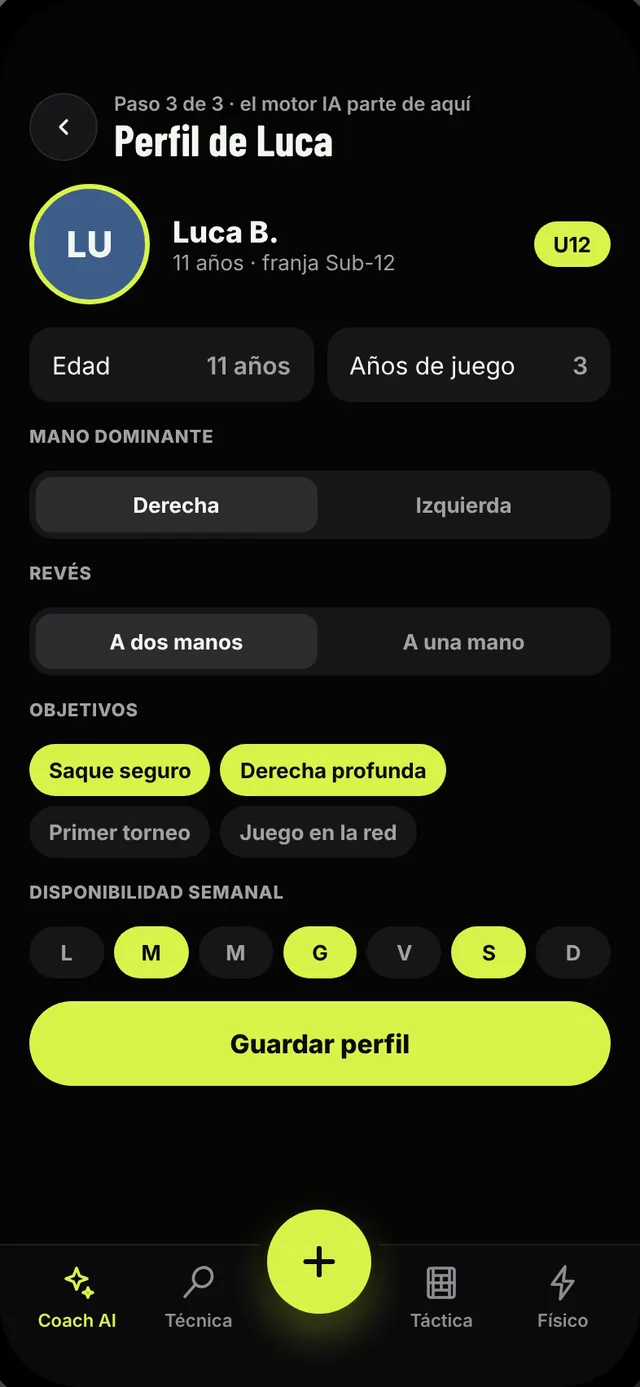 Paso 3 de 3 · el motor IA parte de aquí
Perfil de Luca
LU
Luca B.
11 años · franja Sub-12
U12
Edad 11 años
Años de juego 3
MANO DOMINANTE
Derecha Izquierda
REVÉS
A dos manos A una mano
OBJETIVOS
Saque seguro Derecha profunda
Primer torneo Juego en la red
DISPONIBILIDAD SEMANAL
L M M G V S D
Guardar perfil
Coach AI Técnica Táctica Físico